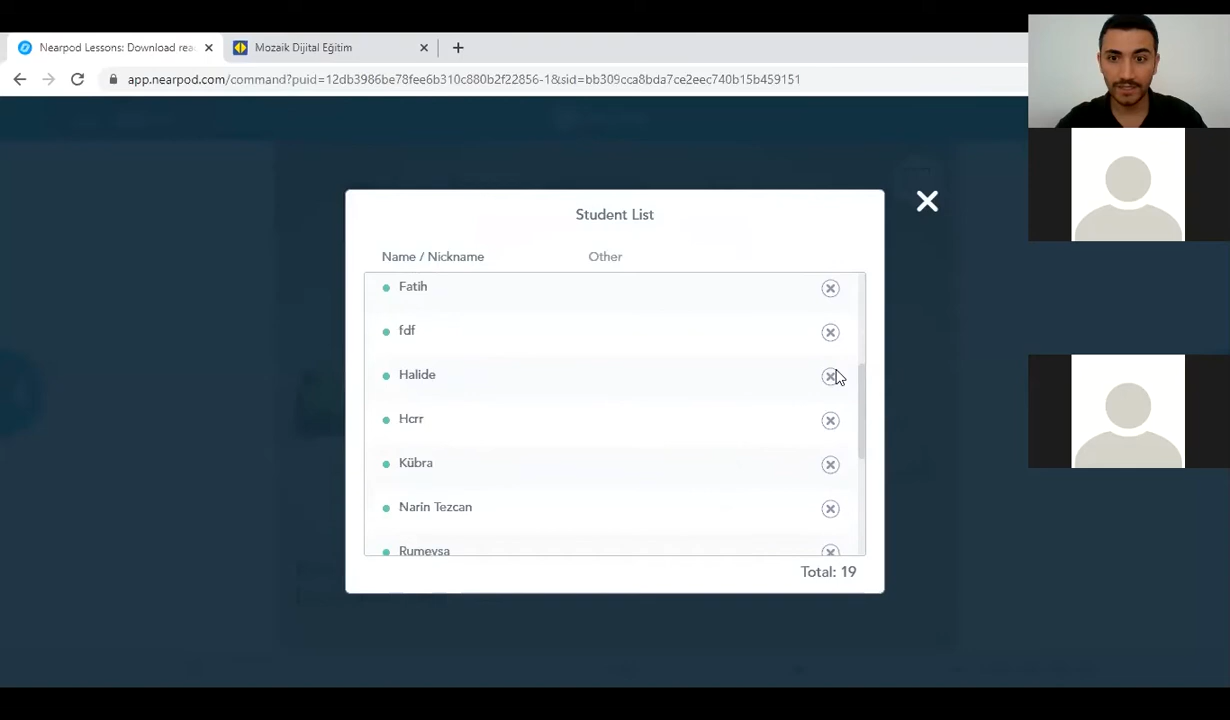 Nearpod Lessons: Download rea
Mozaik Dijital Eğitim
app.nearpod.com/command?puid=12db3986be78fee6b310c880b2f22856-1&sid=bb309cca8bda7ce2eec740b15b459151
Student List
Name / Nickname Other
Fatih
fdf
Halide
Hcrr
Kübra
Narin Tezcan
Rumeysa
Total: 19